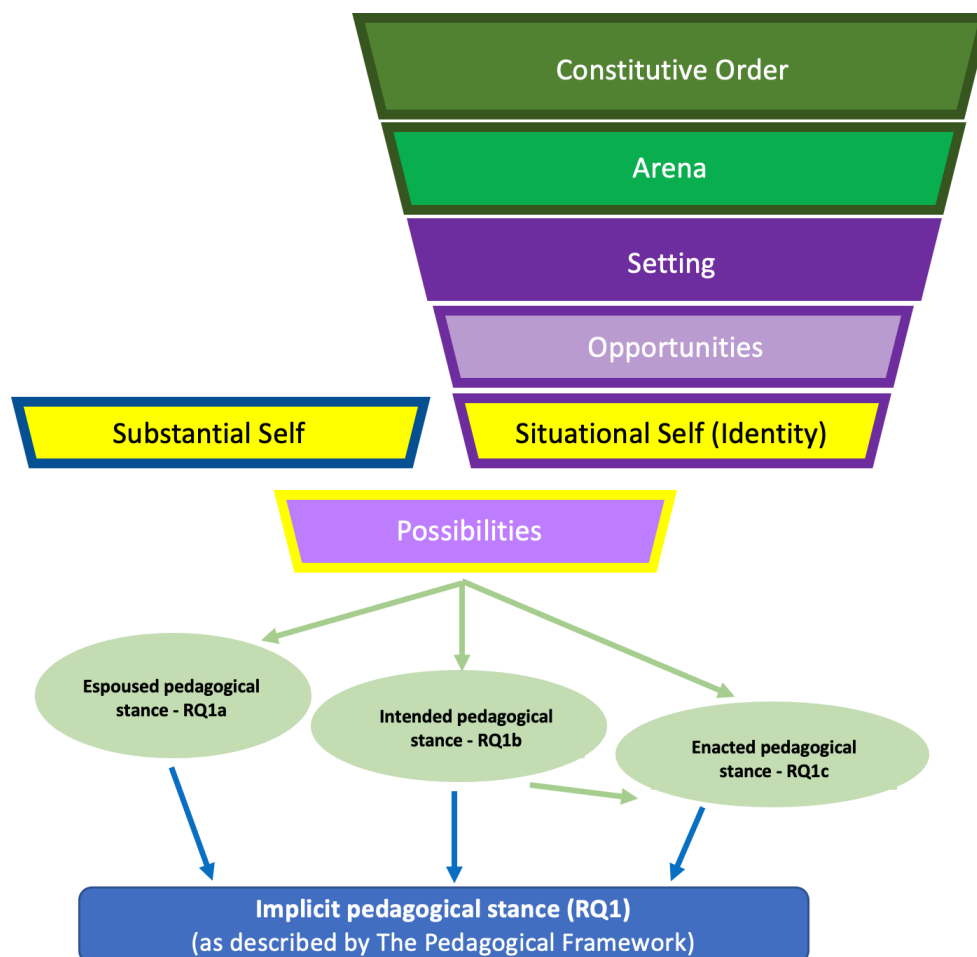 Constitutive Order
Arena
Setting
Opportunities
Substantial Self
Situational Self (Identity)
Possibilities
Espoused pedagogical
stance - RQ1a
Intended pedagogical
stance - RQ1b
Enacted pedagogical
stance - RQ1c
Implicit pedagogical stance (RQ1)
(as described by The Pedagogical Framework)